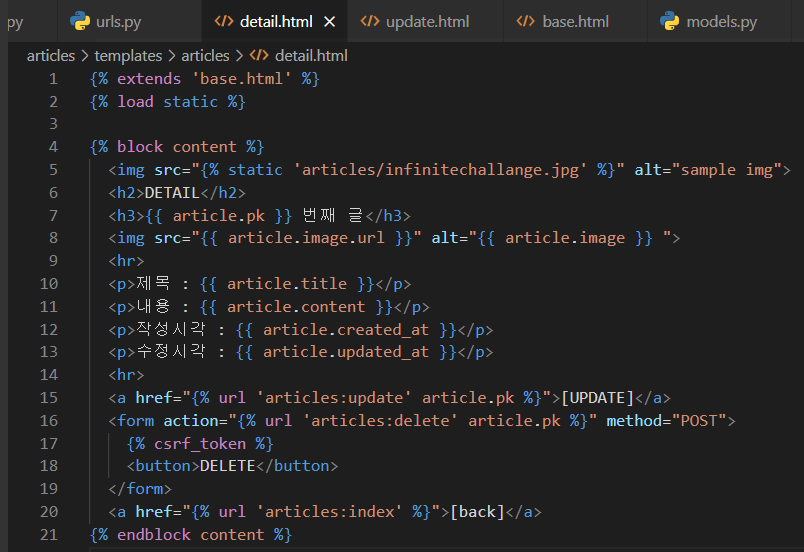 py urls.py detail.html update.html base.html models.py
articles > templates > articles > detail.html
1 {% extends 'base.html' %}
2 {% load static %}
3
4 {% block content %}
5 <img src="{% static 'articles/infinitechallange.jpg' %}" alt="sample img">
6 <h2>DETAIL</h2>
7 <h3>{{ article.pk }} 번째 글</h3>
8 <img src="{{ article.image.url }}" alt="{{ article.image }} ">
9 <hr>
10 <p>제목 : {{ article.title }}</p>
11 <p>내용 : {{ article.content }}</p>
12 <p>작성시각 : {{ article.created_at }}</p>
13 <p>수정시각 : {{ article.updated_at }}</p>
14 <hr>
15 <a href="{% url 'articles:update' article.pk %}">[UPDATE]</a>
16 <form action="{% url 'articles:delete' article.pk %}" method="POST">
17 {% csrf_token %}
18 <button>DELETE</button>
19 </form>
20 <a href="{% url 'articles:index' %}">[back]</a>
21 {% endblock content %}